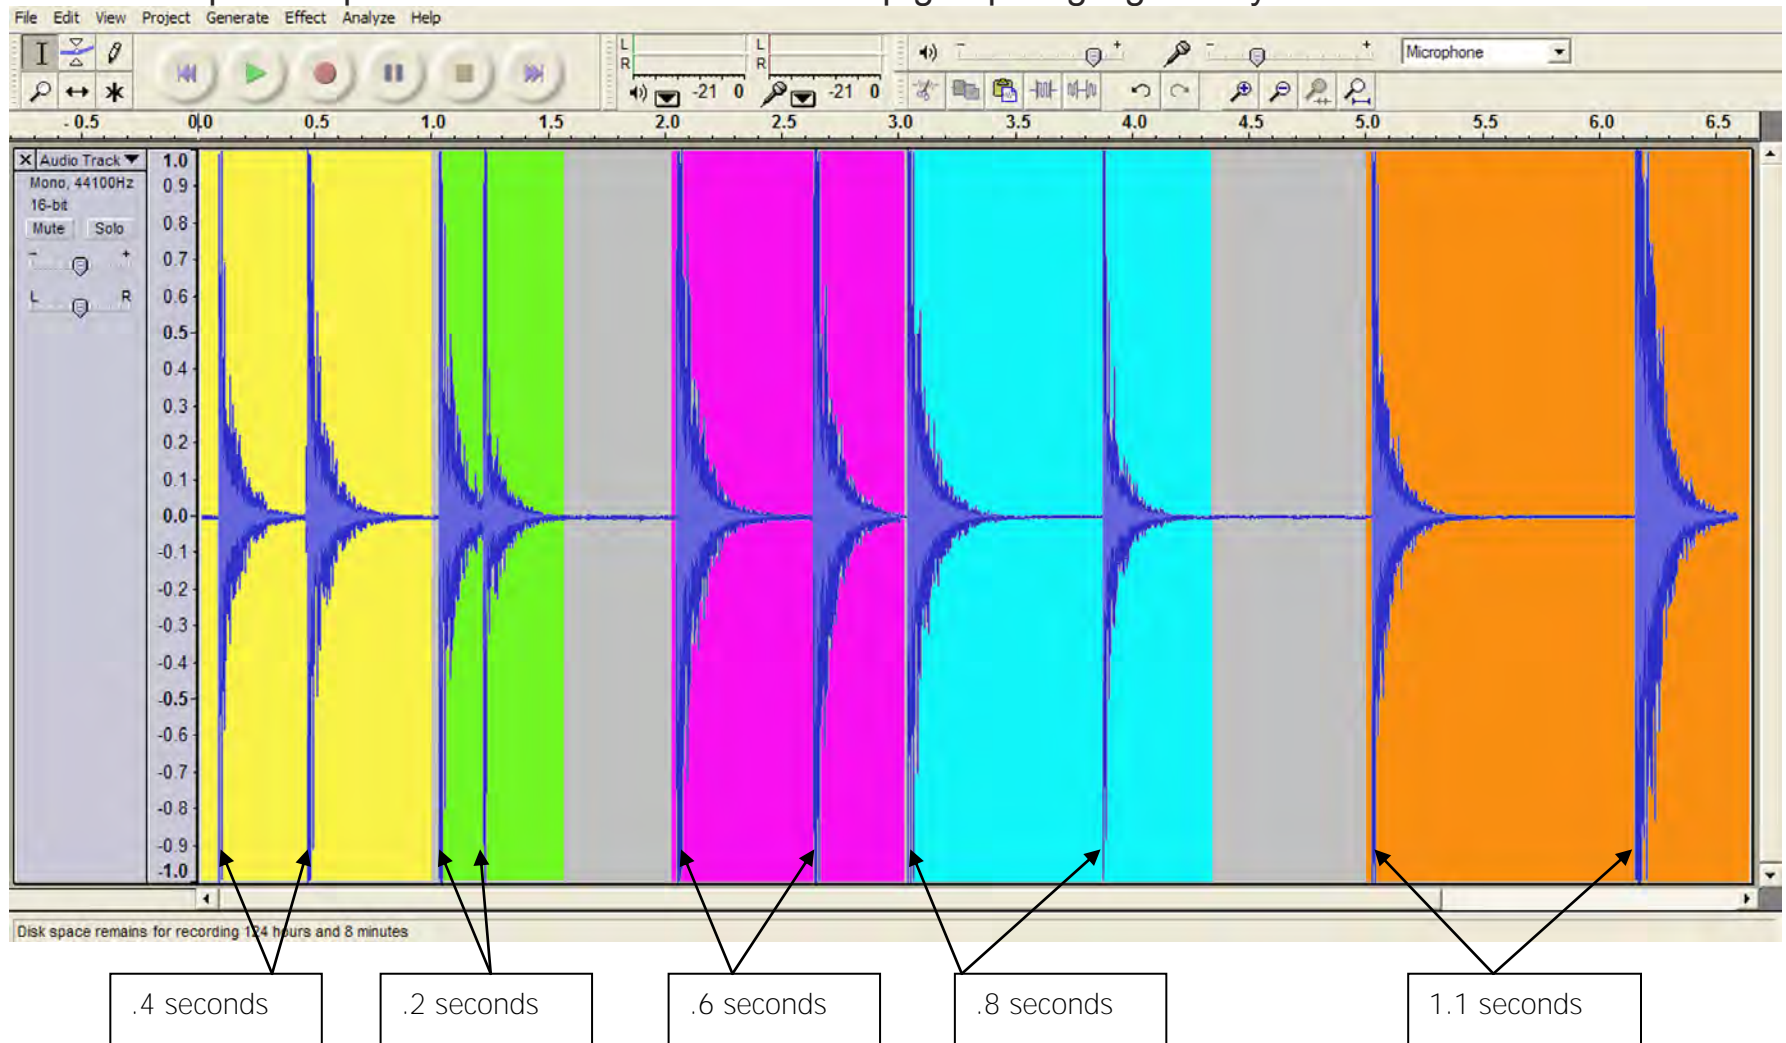 File Edit View Project Generate Effect Analyze Help
L
R
L
R
-21 0
-21 0
- +
- +
Microphone
- 0.5 0.0 0.5 1.0 1.5 2.0 2.5 3.0 3.5 4.0 4.5 5.0 5.5 6.0 6.5
X Audio Track
Mono, 44100Hz
16-bit
Mute Solo
- +
L R
1.0
0.9
0.8
0.7
0.6
0.5
0.4
0.3
0.2
0.1
0.0
-0.1
-0.2
-0.3
-0.4
-0.5
-0.6
-0.7
-0.8
-0.9
-1.0
Disk space remains for recording 124 hours and 8 minutes
.4 seconds
.2 seconds
.6 seconds
.8 seconds
1.1 seconds